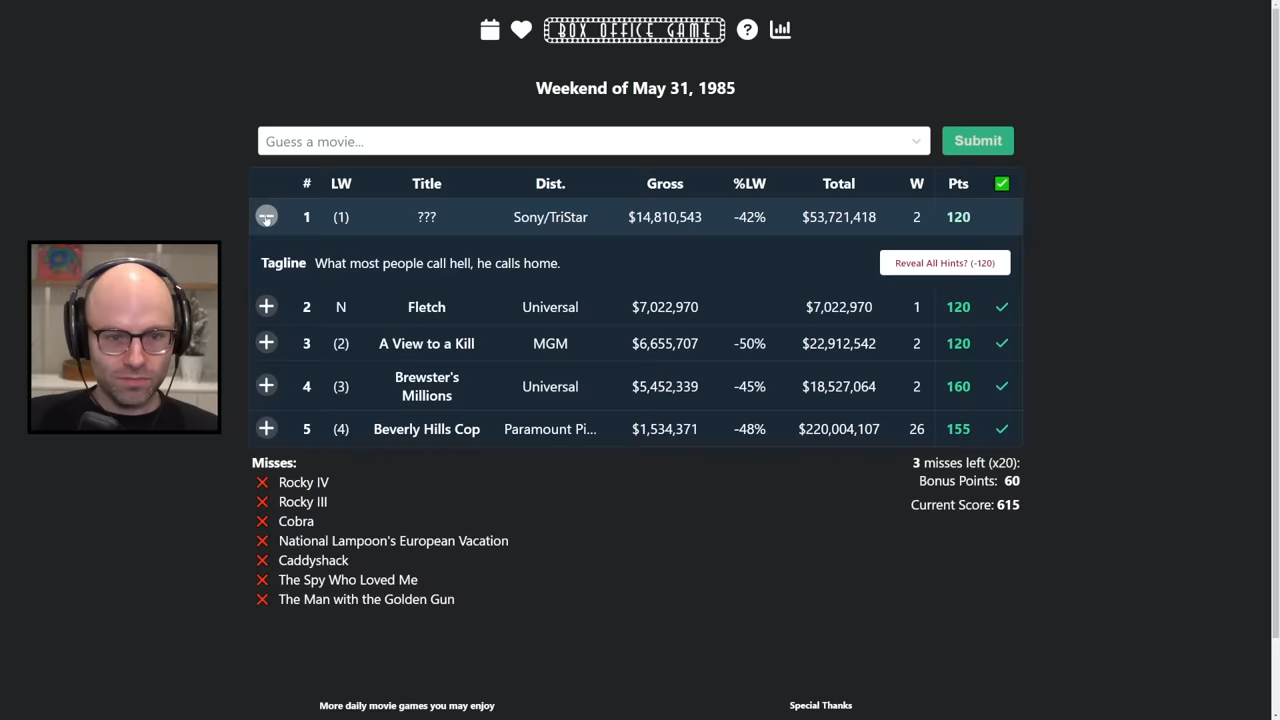 BOX OFFICE GAME
Weekend of May 31, 1985
Guess a movie...
Submit
# LW Title Dist. Gross %LW Total W Pts
1 (1) ??? Sony/TriStar $14,810,543 -42% $53,721,418 2 120
Tagline What most people call hell, he calls home. Reveal All Hints? (-120)
2 N Fletch Universal $7,022,970 $7,022,970 1 120
3 (2) A View to a Kill MGM $6,655,707 -50% $22,912,542 2 120
4 (3) Brewster's Millions Universal $5,452,339 -45% $18,527,064 2 160
5 (4) Beverly Hills Cop Paramount Pi... $1,534,371 -48% $220,004,107 26 155
Misses:
Rocky IV
Rocky III
Cobra
National Lampoon's European Vacation
Caddyshack
The Spy Who Loved Me
The Man with the Golden Gun
3 misses left (x20):
Bonus Points: 60
Current Score: 615
More daily movie games you may enjoy
Special Thanks